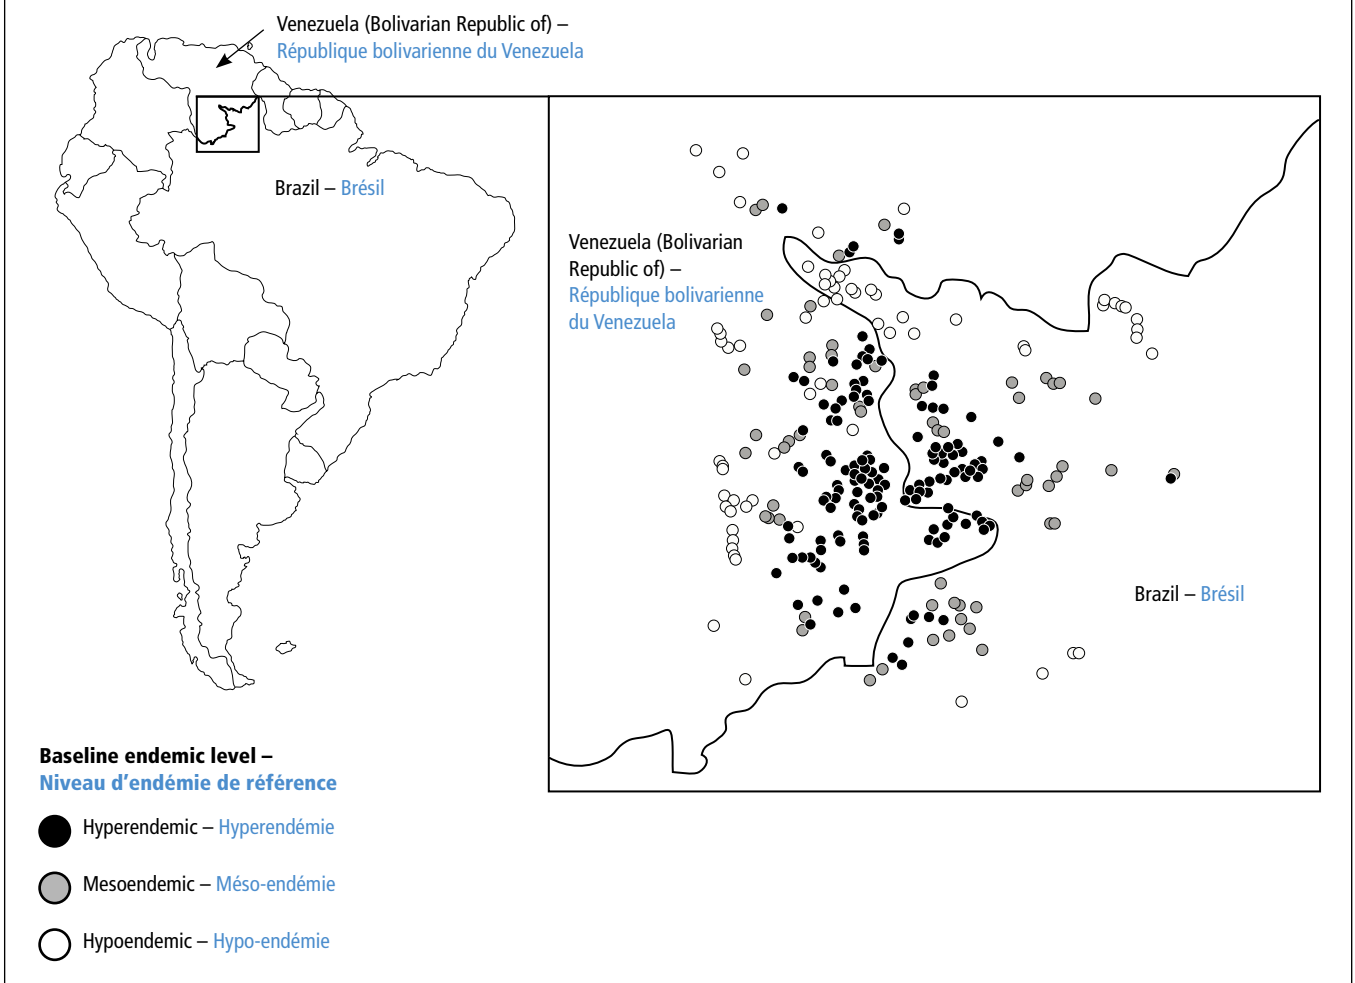 Venezuela (Bolivarian Republic of) –
République bolivarienne du Venezuela
Brazil – Brésil
Venezuela (Bolivarian
Republic of) –
République bolivarienne
du Venezuela
Brazil – Brésil
Baseline endemic level –
Niveau d’endémie de référence
Hyperendemic – Hyperendémie
Mesoendemic – Méso-endémie
Hypoendemic – Hypo-endémie